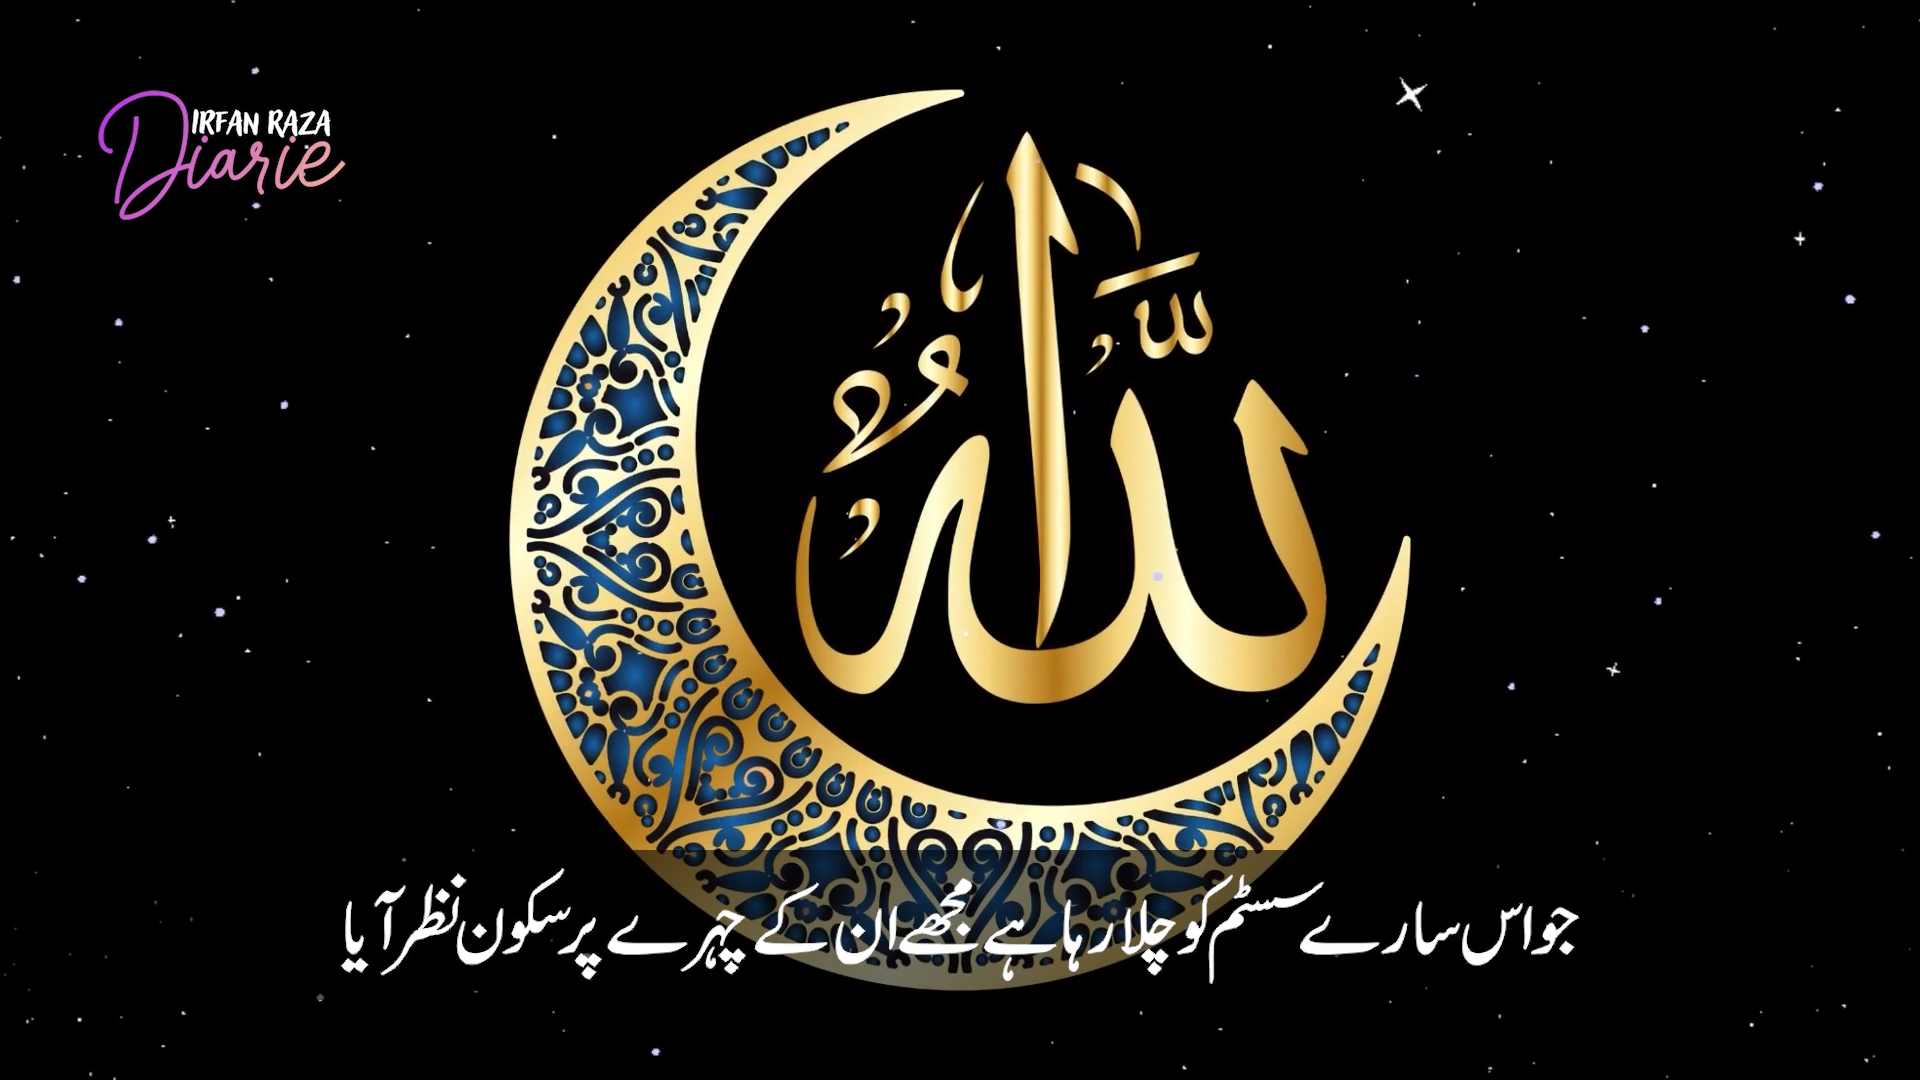 IRFAN RAZA
Diarie
اللّٰهُ
جو اس سارے سسٹم کو چلا رہا ہے مجھے ان کے چہرے پر سکون نظر آیا